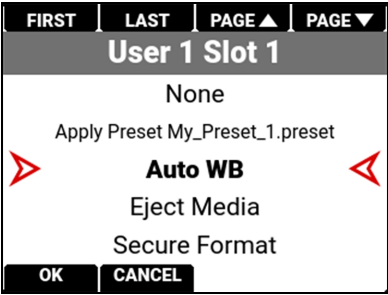 FIRST LAST PAGE▲ PAGE▼
User 1 Slot 1
None
Apply Preset My_Preset_1.preset
Auto WB
Eject Media
Secure Format
OK CANCEL